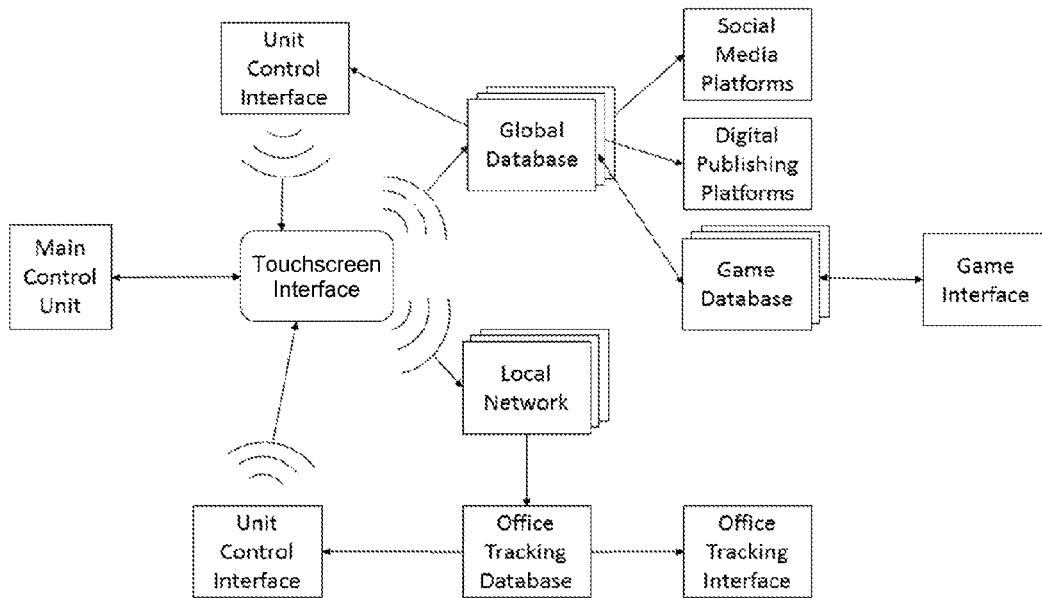 Unit
Control
Interface
Social
Media
Platforms
Global
Database
Digital
Publishing
Platforms
Main
Control
Unit
Touchscreen
Interface
Game
Database
Game
Interface
Local
Network
Unit
Control
Interface
Office
Tracking
Database
Office
Tracking
Interface